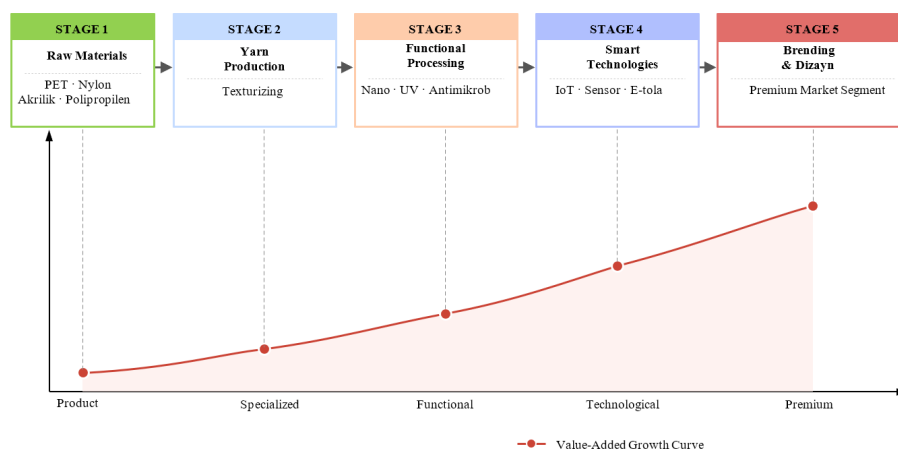 STAGE 1
Raw Materials
PET · Nylon
Akrilik · Polipropilen
STAGE 2
Yarn
Production
Texturizing
STAGE 3
Functional
Processing
Nano · UV · Antimikrob
STAGE 4
Smart
Technologies
IoT · Sensor · E-tola
STAGE 5
Brending
& Dizayn
Premium Market Segment
Product
Specialized
Functional
Technological
Premium
Value-Added Growth Curve